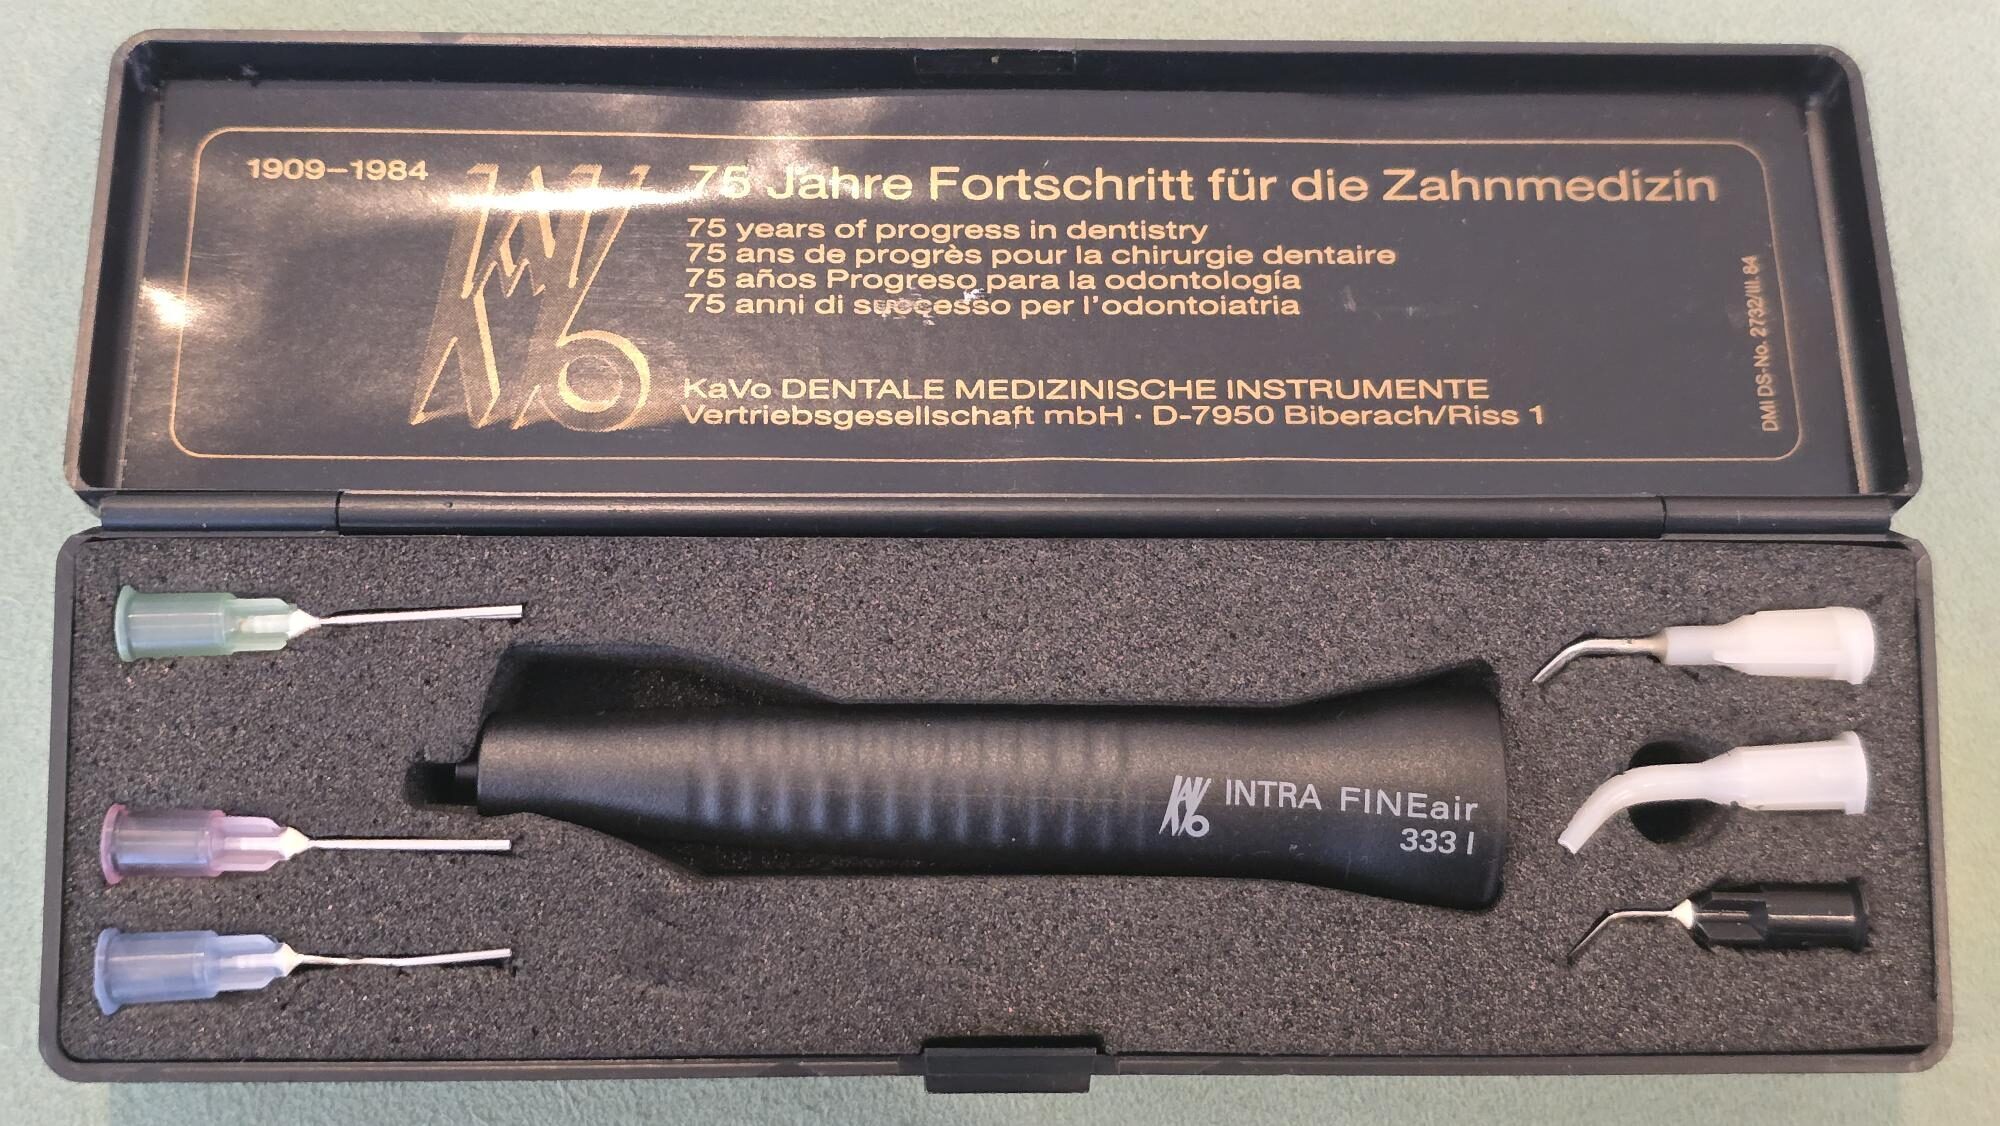 1909–1984
KaVo
75 Jahre Fortschritt für die Zahnmedizin
75 years of progress in dentistry
75 ans de progrès pour la chirurgie dentaire
75 años Progreso para la odontología
75 anni di successo per l'odontoiatria
KaVo DENTALE MEDIZINISCHE INSTRUMENTE
Vertriebsgesellschaft mbH · D-7950 Biberach/Riss 1
DMI DS-No. 2732/III. 84
KaVo INTRA FINEair
333 I